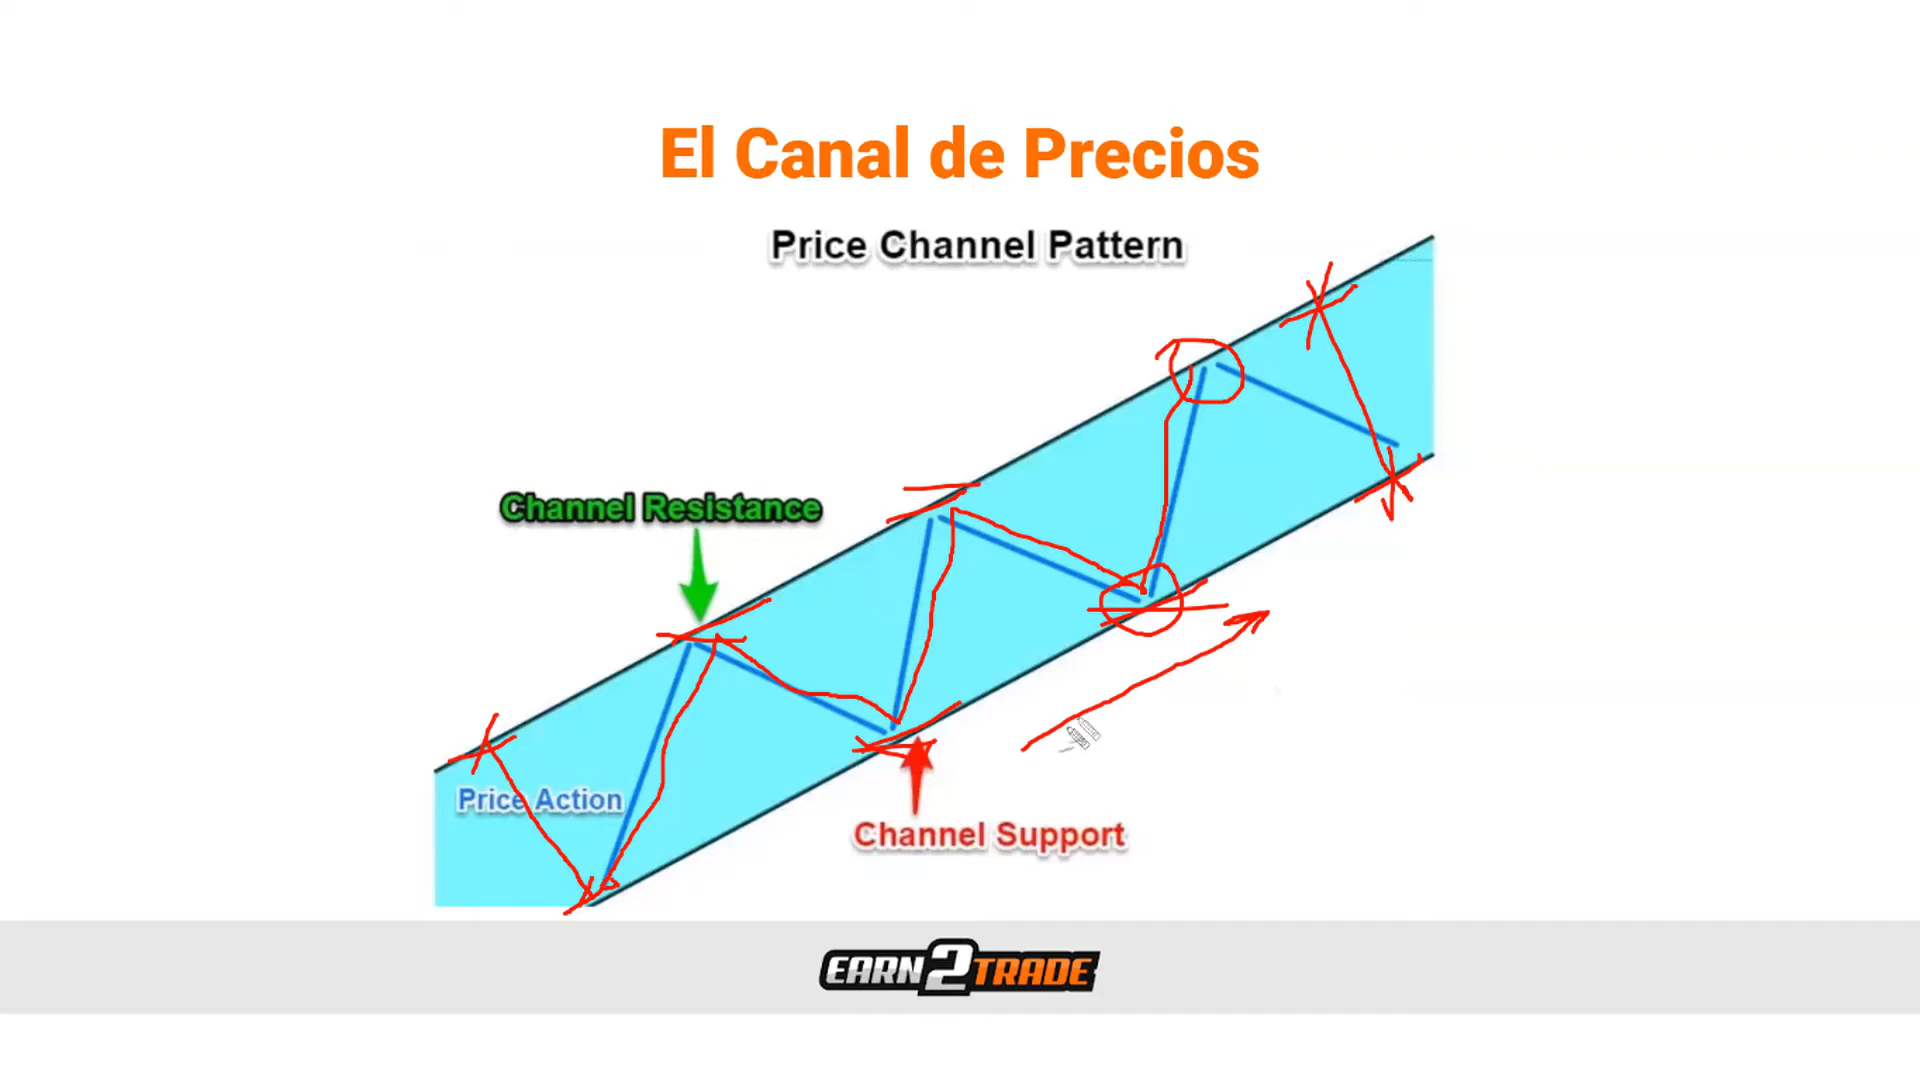 El Canal de Precios
Price Channel Pattern
Channel Resistance
Price Action
Channel Support
EARN2TRADE